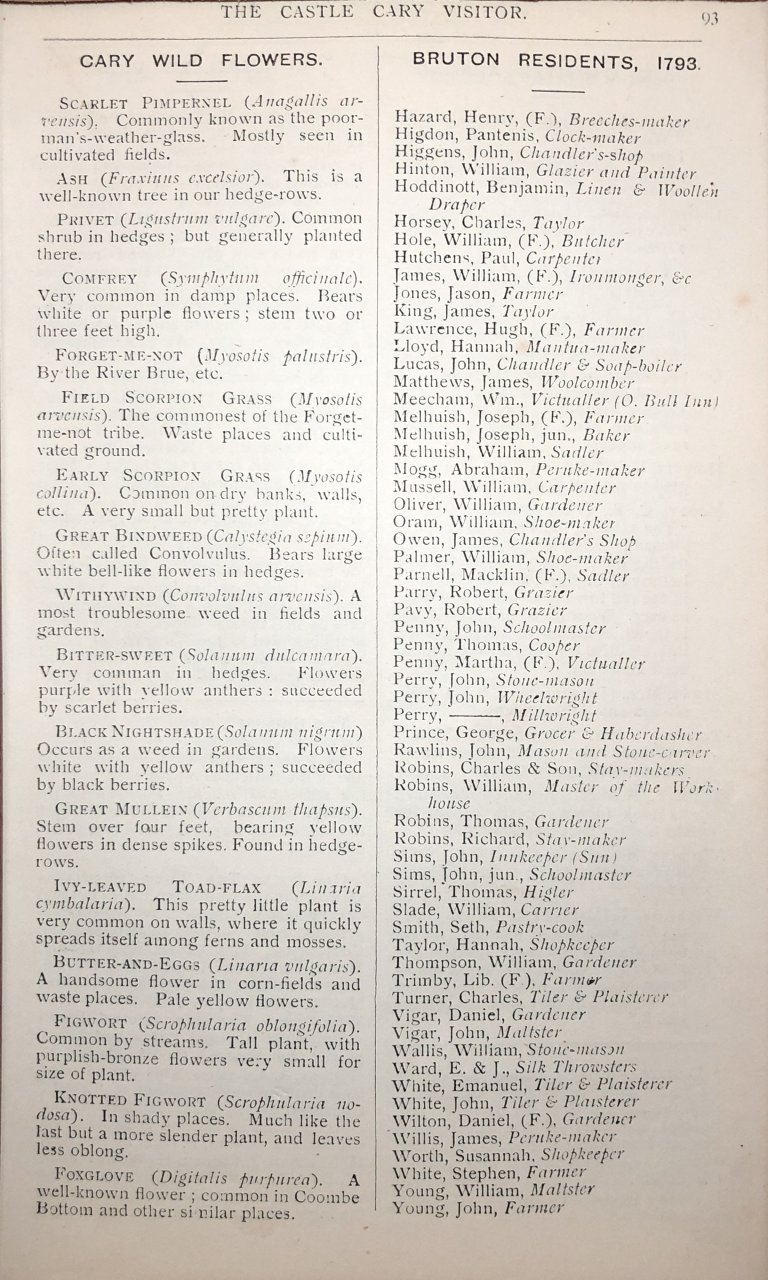 THE CASTLE CARY VISITOR.
93
CARY WILD FLOWERS.
SCARLET PIMPERNEL (Anagallis ar-
vensis). Commonly known as the poor-
man's-weather-glass. Mostly seen in
cultivated fields.
ASH (Fraxinus excelsior). This is a
well-known tree in our hedge-rows.
PRIVET (Ligustrum vulgare). Common
shrub in hedges ; but generally planted
there.
COMFREY (Symphytum officinale).
Very common in damp places. Bears
white or purple flowers ; stem two or
three feet high.
FORGET-ME-NOT (Myosotis palustris).
By the River Brue, etc.
FIELD SCORPION GRASS (Myosotis
arvensis). The commonest of the Forget-
me-not tribe. Waste places and culti-
vated ground.
EARLY SCORPION GRASS (Myosotis
collina). Common on dry banks, walls,
etc. A very small but pretty plant.
GREAT BINDWEED (Calystegia sepium).
Often called Convolvulus. Bears large
white bell-like flowers in hedges.
WITHYWIND (Convolvulus arvensis). A
most troublesome weed in fields and
gardens.
BITTER-SWEET (Solanum dulcamara).
Very comman in hedges. Flowers
purple with yellow anthers : succeeded
by scarlet berries.
BLACK NIGHTSHADE (Solanum nigrum)
Occurs as a weed in gardens. Flowers
white with yellow anthers ; succeeded
by black berries.
GREAT MULLEIN (Verbascum thapsus).
Stem over four feet, bearing yellow
flowers in dense spikes. Found in hedge-
rows.
IVY-LEAVED TOAD-FLAX (Linaria
cymbalaria). This pretty little plant is
very common on walls, where it quickly
spreads itself among ferns and mosses.
BUTTER-AND-EGGS (Linaria vulgaris).
A handsome flower in corn-fields and
waste places. Pale yellow flowers.
FIGWORT (Scrophularia oblongifolia).
Common by streams. Tall plant, with
purplish-bronze flowers very small for
size of plant.
KNOTTED FIGWORT (Scrophularia no-
dosa). In shady places. Much like the
last but a more slender plant, and leaves
less oblong.
FOXGLOVE (Digitalis purpurea). A
well-known flower ; common in Coombe
Bottom and other similar places.
BRUTON RESIDENTS, 1793.
Hazard, Henry, (F.), Breeches-maker
Higdon, Pantenis, Clock-maker
Higgens, John, Chandler's-shop
Hinton, William, Glazier and Painter
Hoddinott, Benjamin, Linen & Woollen
Draper
Horsey, Charles, Taylor
Hole, William, (F.), Butcher
Hutchens, Paul, Carpenter
James, William, (F.), Ironmonger, &c
Jones, Jason, Farmer
King, James, Taylor
Lawrence, Hugh, (F.), Farmer
Lloyd, Hannah, Mantua-maker
Lucas, John, Chandler & Soap-boiler
Matthews, James, Woolcomber
Meecham, Wm., Victualler (O. Bull Inn)
Melhuish, Joseph, (F.), Farmer
Melhuish, Joseph, jun., Baker
Melhuish, William, Sadler
Mogg, Abraham, Peruke-maker
Mussell, William, Carpenter
Oliver, William, Gardener
Oram, William, Shoe-maker
Owen, James, Chandler's Shop
Palmer, William, Shoe-maker
Parnell, Macklin, (F.), Sadler
Parry, Robert, Grazier
Pavy, Robert, Grazier
Penny, John, Schoolmaster
Penny, Thomas, Cooper
Penny, Martha, (F.), Victualler
Perry, John, Stone-mason
Perry, John, Wheelwright
Perry, ———, Millwright
Prince, George, Grocer & Haberdasher
Rawlins, John, Mason and Stone-carver
Robins, Charles & Son, Stay-makers
Robins, William, Master of the Work-
house
Robins, Thomas, Gardener
Robins, Richard, Stay-maker
Sims, John, Innkeeper (Sun)
Sims, John, jun., Schoolmaster
Sirrel, Thomas, Higler
Slade, William, Carrier
Smith, Seth, Pastry-cook
Taylor, Hannah, Shopkeeper
Thompson, William, Gardener
Trimby, Lib. (F.), Farmer
Turner, Charles, Tiler & Plaisterer
Vigar, Daniel, Gardener
Vigar, John, Maltster
Wallis, William, Stone-mason
Ward, E. & J., Silk Throwsters
White, Emanuel, Tiler & Plaisterer
White, John, Tiler & Plaisterer
Wilton, Daniel, (F.), Gardener
Willis, James, Peruke-maker
Worth, Susannah, Shopkeeper
White, Stephen, Farmer
Young, William, Maltster
Young, John, Farmer